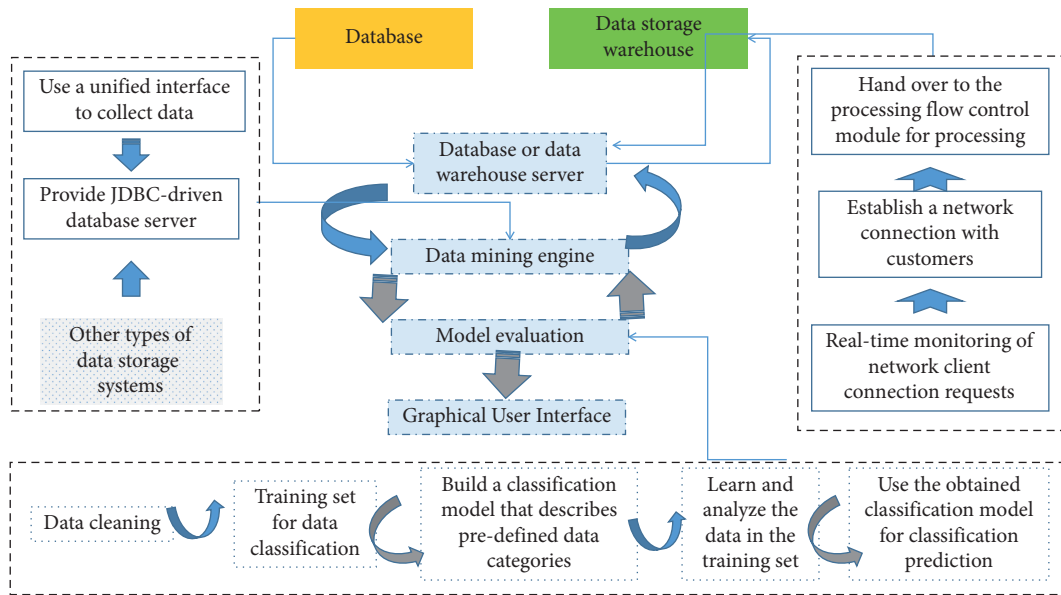 Database
Data storage
warehouse
Use a unified interface
to collect data
Provide JDBC-driven
database server
Other types of
data storage
systems
Database or data
warehouse server
Data mining engine
Model evaluation
Graphical User Interface
Hand over to the
processing flow control
module for processing
Establish a network
connection with
customers
Real-time monitoring of
network client
connection requests
Data cleaning
Training set
for data
classification
Build a classification
model that describes
pre-defined data
categories
Learn and
analyze the
data in the
training set
Use the obtained
classification model
for classification
prediction